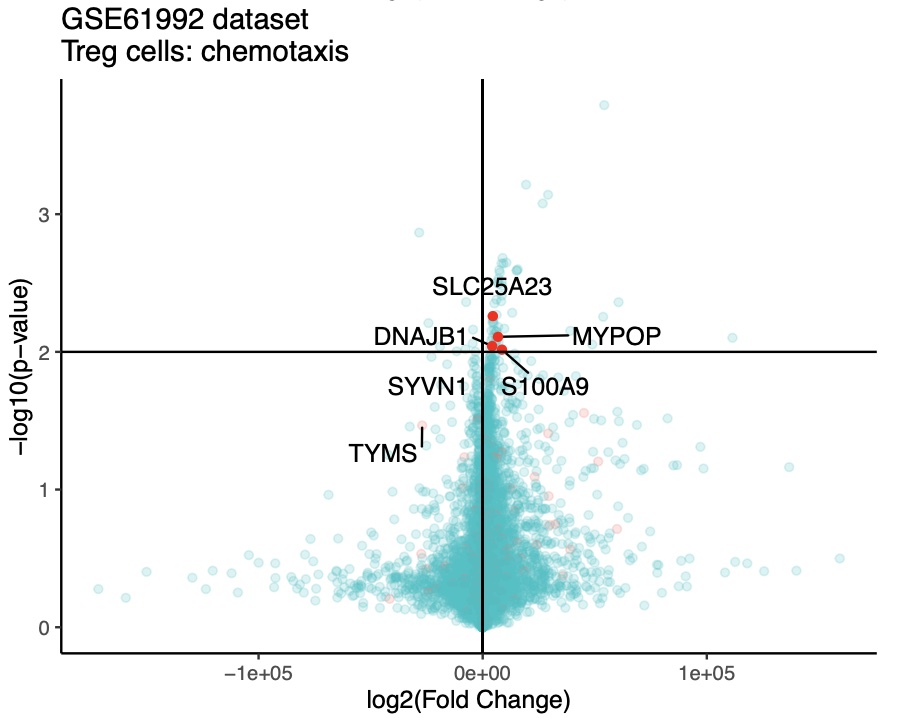 GSE61992 dataset
Treg cells: chemotaxis
3
SLC25A23
DNAJB1
MYPOP
2
SYVN1
S100A9
TYMS
1
0
−1e+05
0e+00
1e+05
log2(Fold Change)
−log10(p−value)